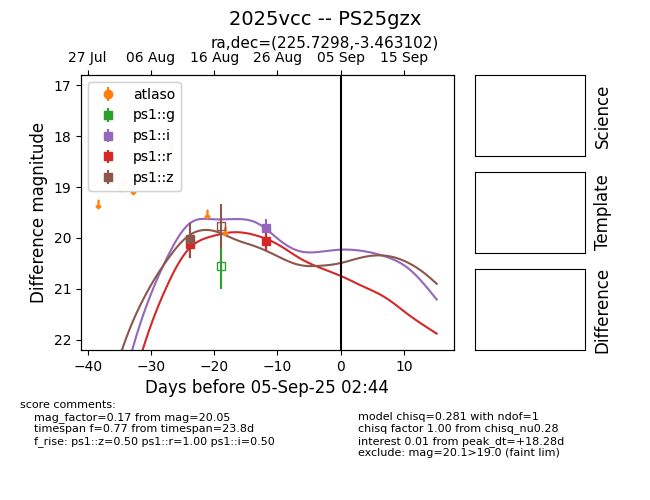 2025vcc -- PS25gzx
ra,dec=(225.7298,-3.463102)
27 Jul 06 Aug 16 Aug 26 Aug 05 Sep 15 Sep
17
18
19
20
21
22
Difference magnitude
atlaso
ps1::g
ps1::i
ps1::r
ps1::z
−40 −30 −20 −10 0 10
Days before 05-Sep-25 02:44
Science
Template
Difference
score comments:
mag_factor=0.17 from mag=20.05
timespan f=0.77 from timespan=23.8d
f_rise: ps1::z=0.50 ps1::r=1.00 ps1::i=0.50
model chisq=0.281 with ndof=1
chisq factor 1.00 from chisq_nu0.28
interest 0.01 from peak_dt=+18.28d
exclude: mag=20.1>19.0 (faint lim)